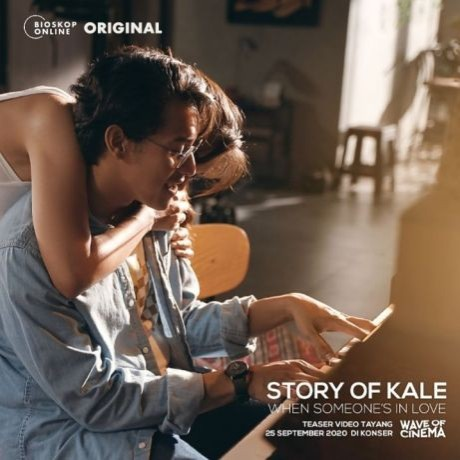 BIOSKOP
ONLINE
ORIGINAL
STORY OF KALE
WHEN SOMEONE'S IN LOVE
TEASER VIDEO TAYANG
25 SEPTEMBER 2020 DI KONSER
WAVE OF
CINEMA